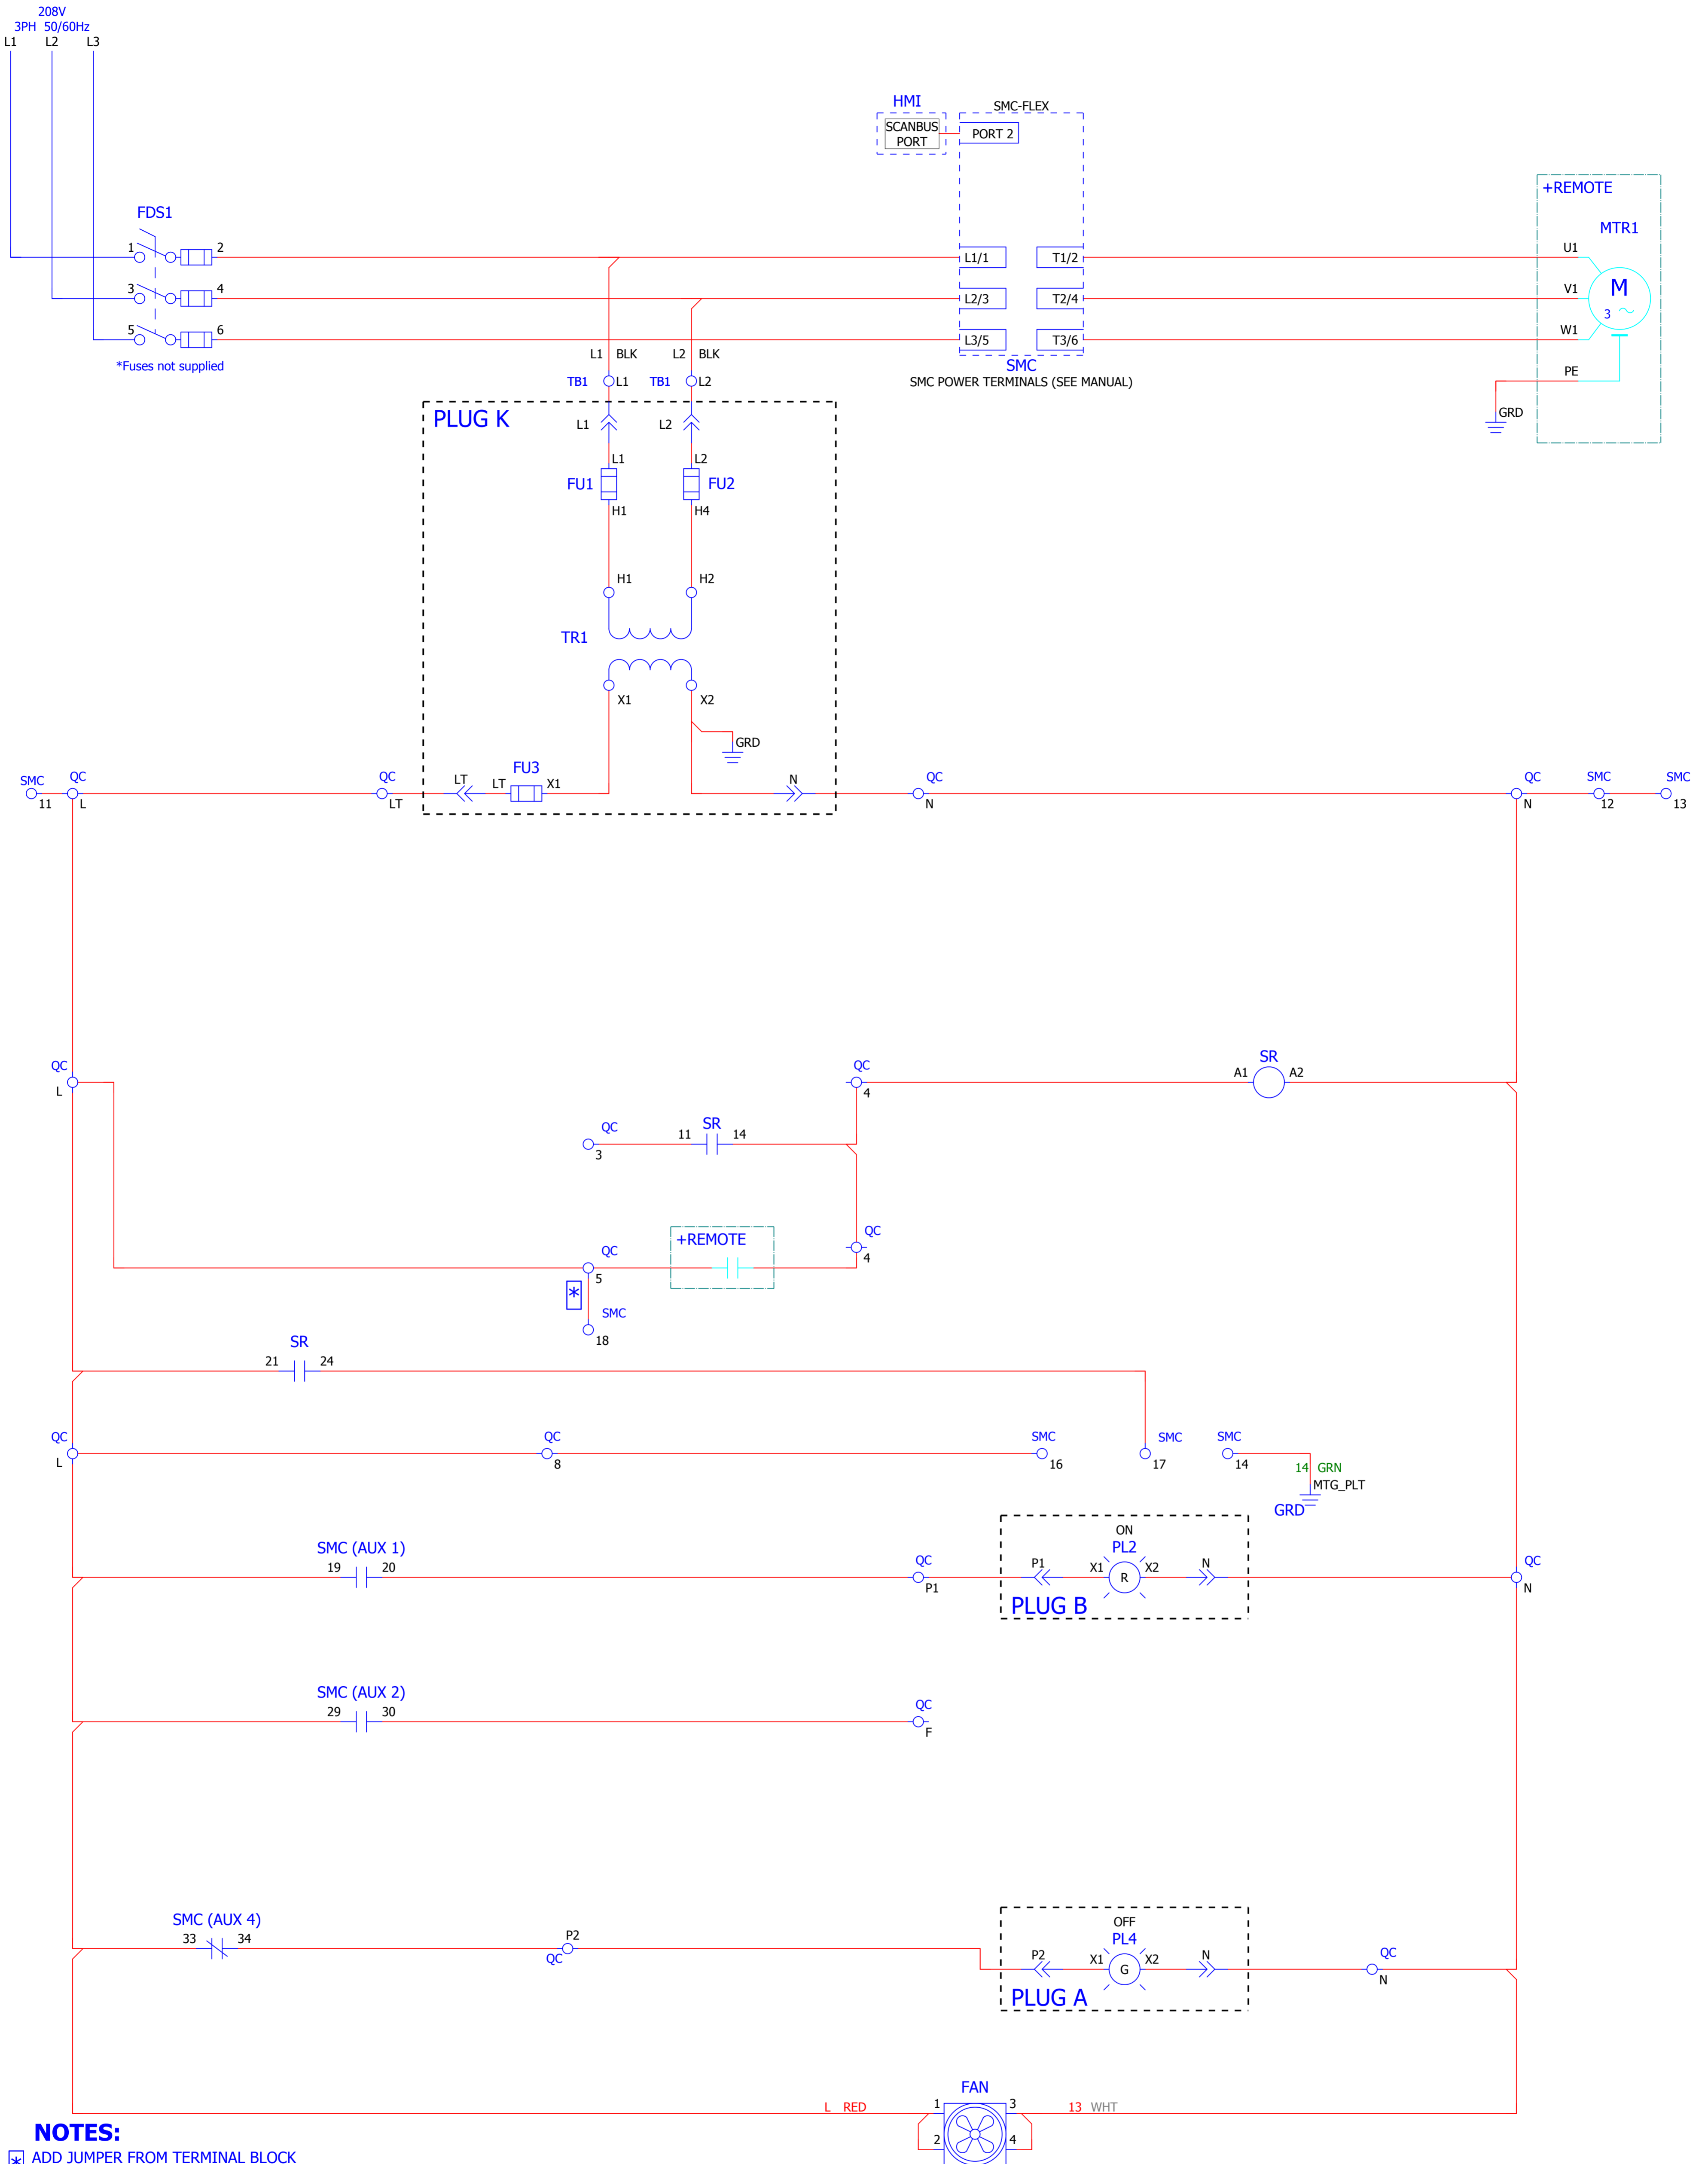 208V
3PH 50/60Hz
L1 L2 L3
HMI
SCANBUS
PORT
SMC-FLEX
PORT 2
+REMOTE
MTR1
FDS1
1 2
3 4
5 6
*Fuses not supplied
L1/1 T1/2
L2/3 T2/4
L3/5 T3/6
SMC
SMC POWER TERMINALS (SEE MANUAL)
U1
V1
W1
PE
M
3
GRD
L1 BLK L2 BLK
TB1 L1 TB1 L2
PLUG K
L1 L2
L1 L2
FU1 FU2
H1 H4
H1 H2
TR1
X1 X2
GRD
SMC
11
QC
L
QC
LT
LT
LT
FU3
X1
N
QC
N
QC
N
SMC
12
SMC
13
QC
L
QC
4
A1
SR
A2
QC
3
11
SR
14
QC
4
QC
5
+REMOTE
*
SMC
18
SR
21 24
QC
L
QC
8
SMC
16
SMC
17
SMC
14
14 GRN
MTG_PLT
GRD
SMC (AUX 1)
19 20
QC
P1
ON
PL2
P1 X1 R X2 N
PLUG B
QC
N
SMC (AUX 2)
29 30
QC
F
SMC (AUX 4)
33 34
P2
QC
OFF
PL4
P2 X1 G X2 N
PLUG A
QC
N
FAN
L RED
1 3
13 WHT
2 4
NOTES:
* ADD JUMPER FROM TERMINAL BLOCK